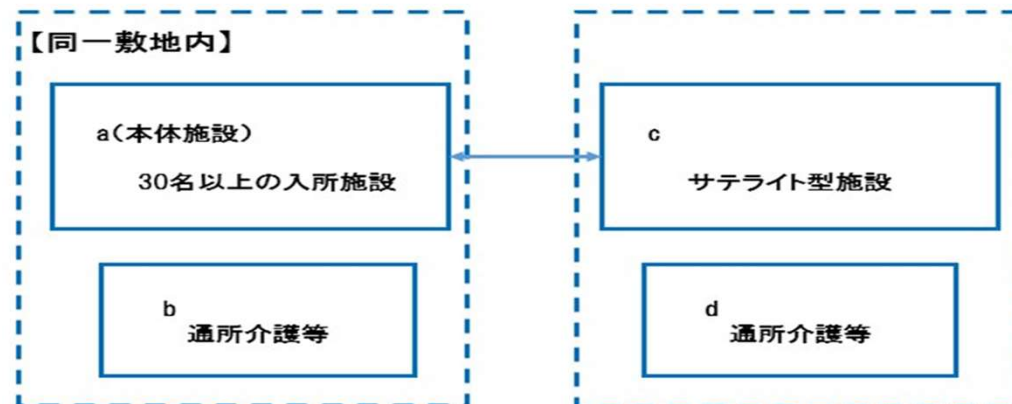 【同一敷地内】
a(本体施設)
30名以上の入所施設
b
通所介護等
c
サテライト型施設
d
通所介護等